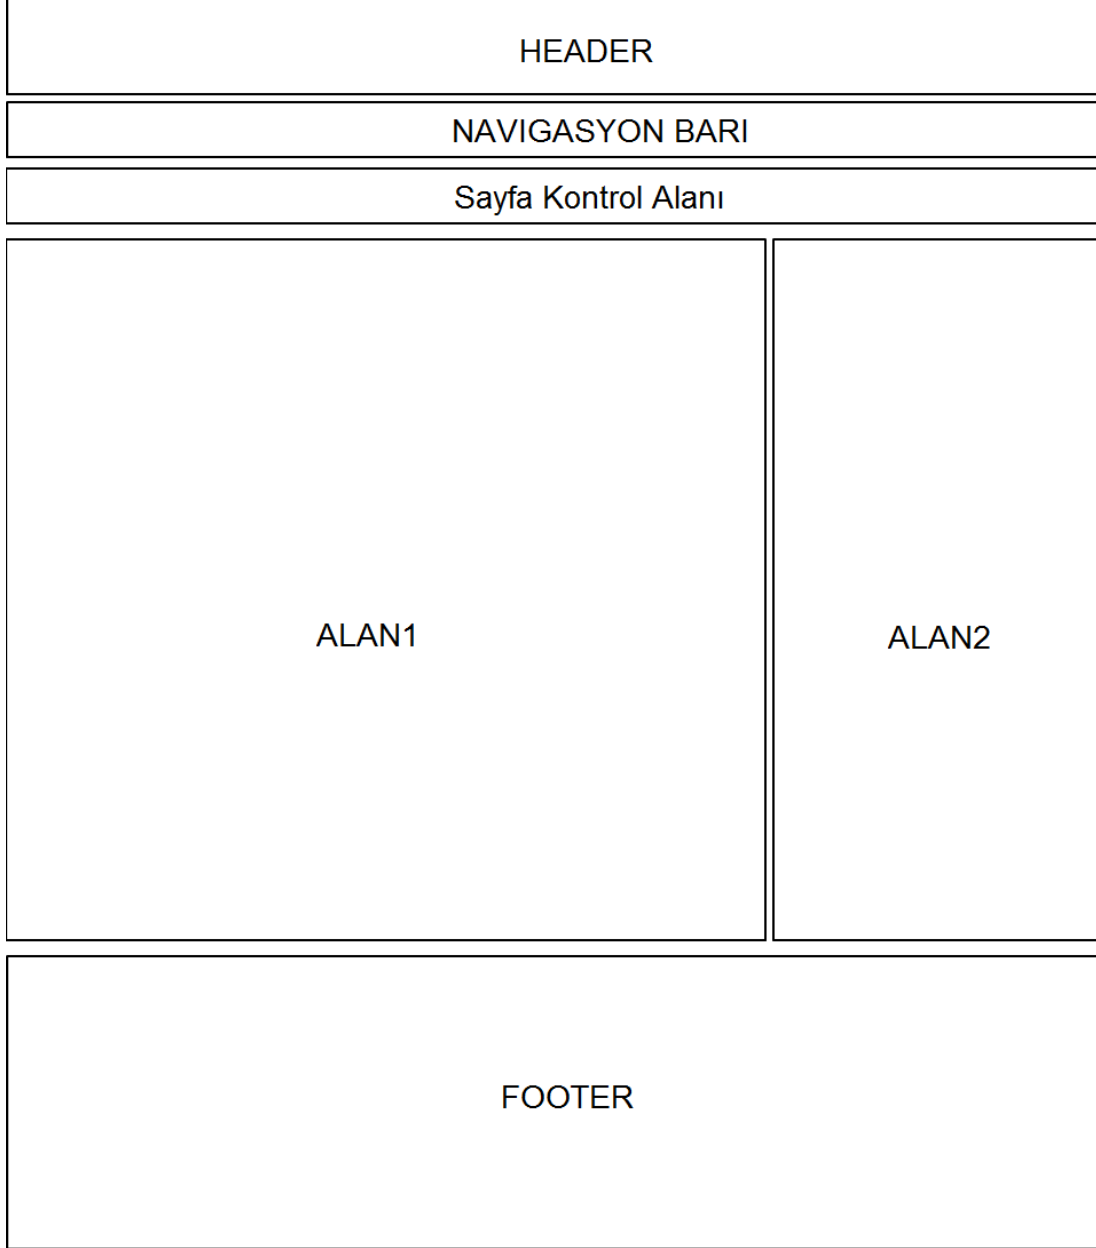 HEADER
NAVIGASYON BARI
Sayfa Kontrol Alanı
ALAN1
ALAN2
FOOTER